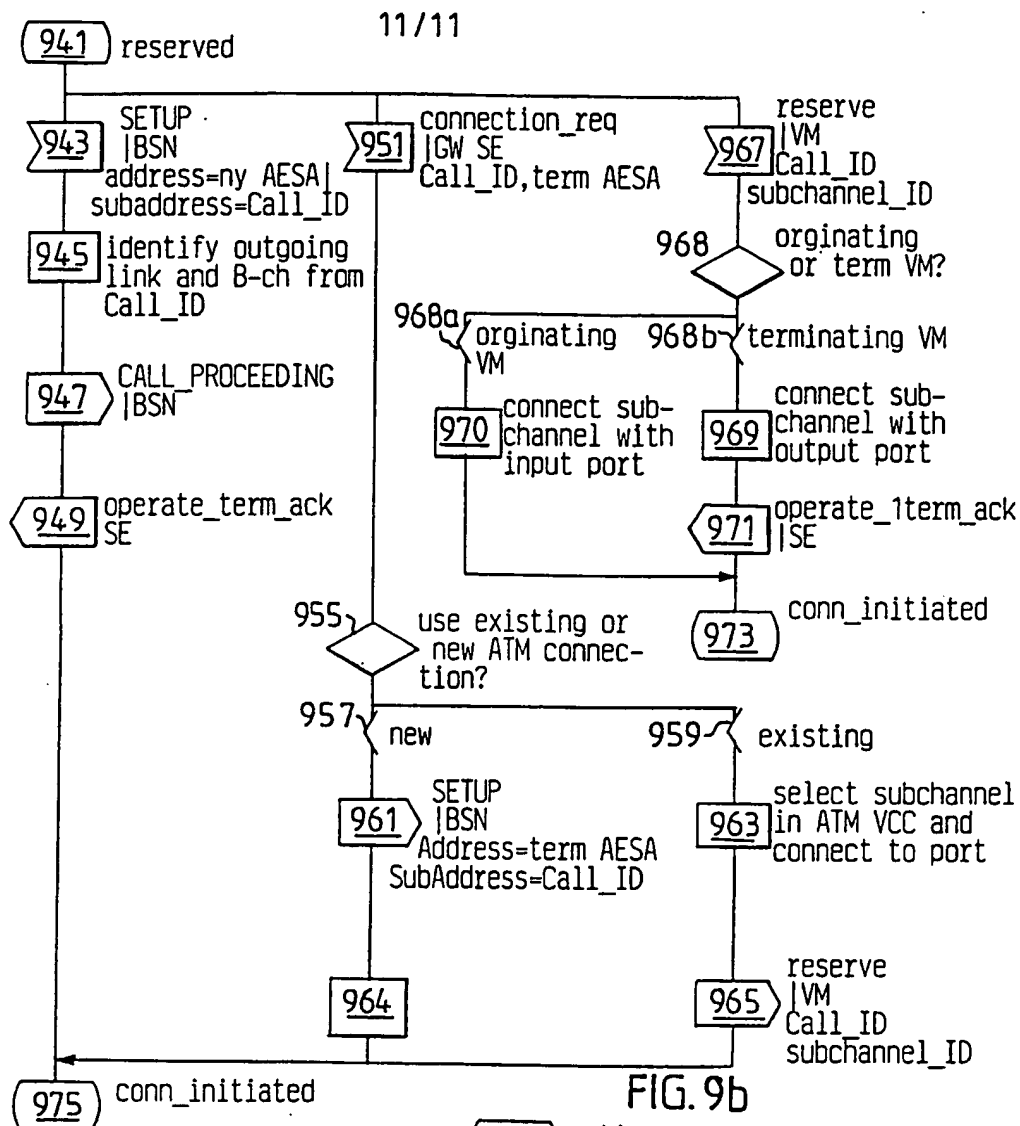 11/11
941 reserved
943 SETUP
|BSN
address=ny AESA|
subaddress=Call_ID
945 identify outgoing
link and B-ch from
Call_ID
947 CALL_PROCEEDING
|BSN
949 operate_term_ack
SE
951 connection_req
|GW SE
Call_ID,term AESA
967 reserve
|VM
Call_ID
subchannel_ID
968 orginating
or term VM?
968a orginating
VM
968b terminating VM
970 connect sub-
channel with
input port
969 connect sub-
channel with
output port
971 operate_1term_ack
|SE
973 conn_initiated
955 use existing or
new ATM connec-
tion?
957 new
959 existing
961 SETUP
|BSN
Address=term AESA
SubAddress=Call_ID
963 select subchannel
in ATM VCC and
connect to port
964
965 reserve
|VM
Call_ID
subchannel_ID
975 conn_initiated
FIG. 9b